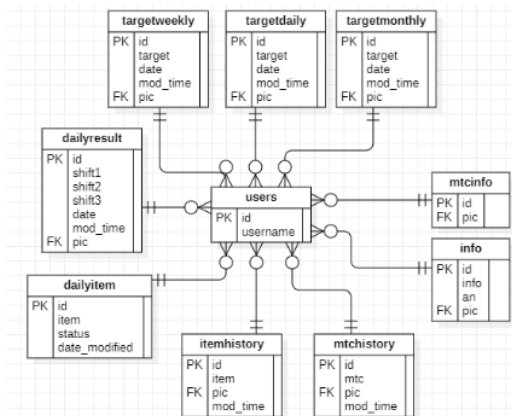 targetweekly
PK id
target
date
mod_time
FK pic
targetdaily
PK id
target
date
mod_time
FK pic
targetmonthly
PK id
target
date
mod_time
FK pic
dailyresult
PK id
shift1
shift2
shift3
date
mod_time
FK pic
users
PK id
username
mtcinfo
PK id
FK pic
info
PK id
info
an
FK pic
dailyitem
PK id
item
status
date_modified
itemhistory
PK id
item
FK pic
mod_time
mtchistory
PK id
mtc
FK pic
mod_time